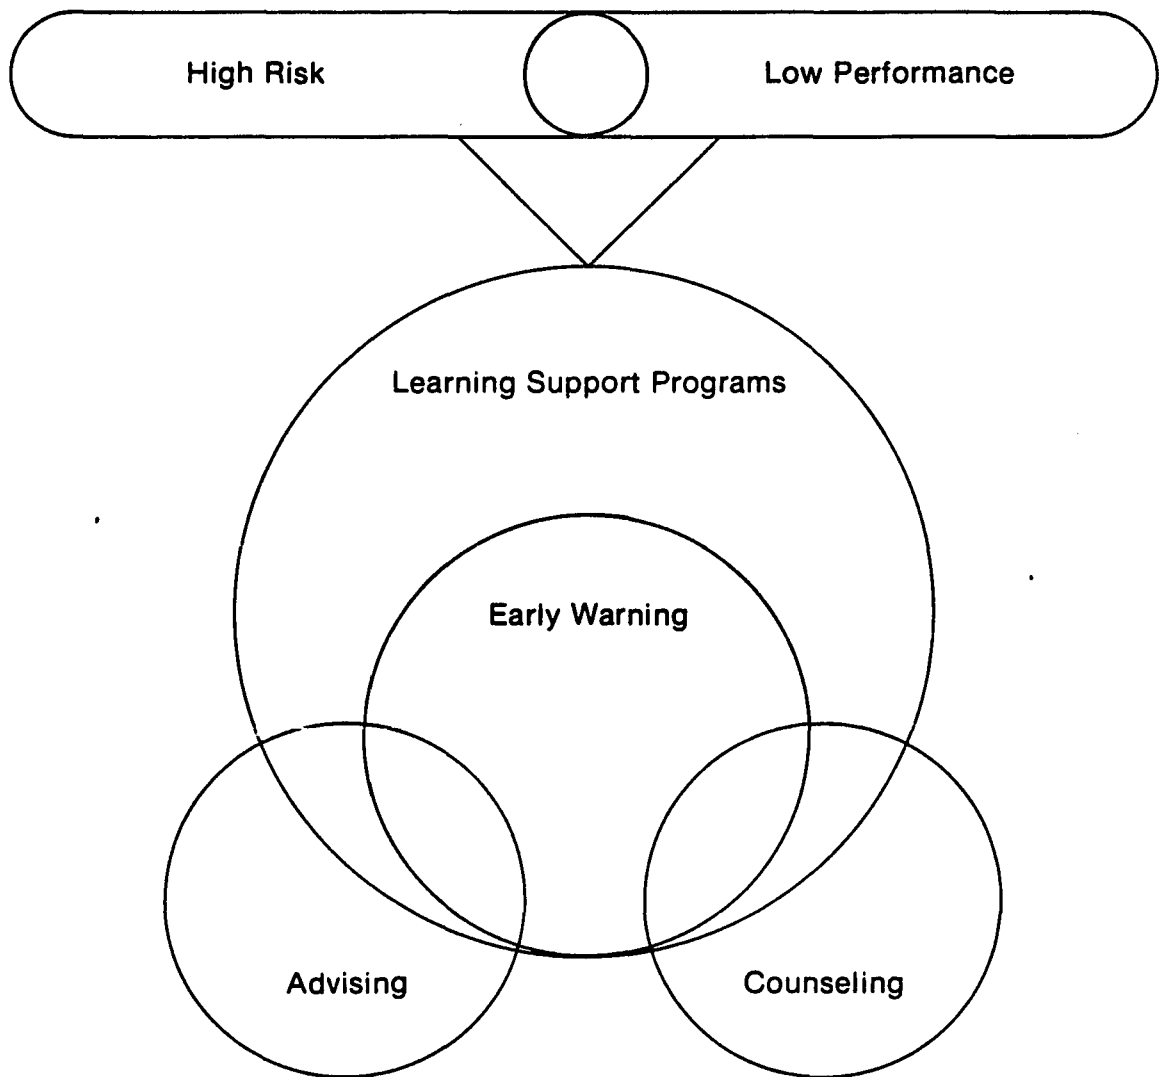 High Risk
Low Performance
Learning Support Programs
Early Warning
Advising
Counseling